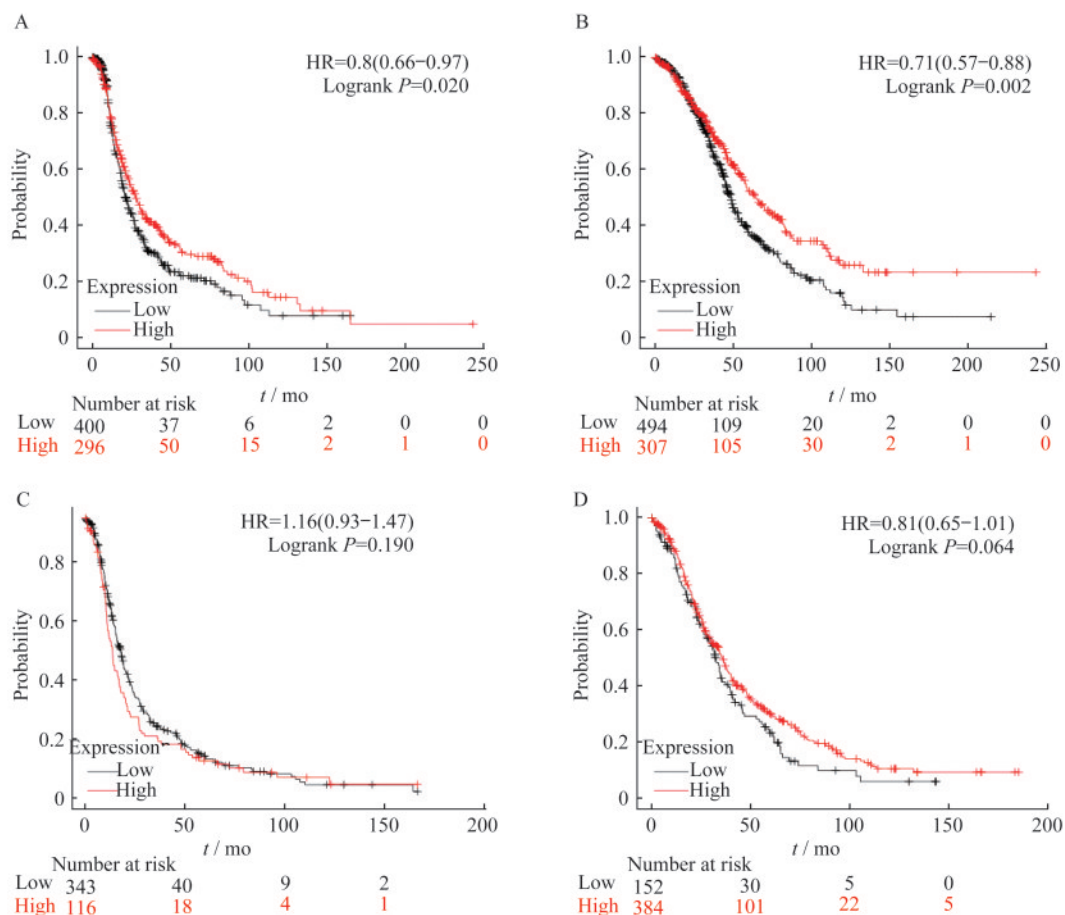 A
HR=0.8(0.66−0.97)
Logrank P=0.020
Probability
1.0
0.8
0.6
0.4
0.2
0
Expression
Low
High
0 50 100 150 200 250
t / mo
Number at risk
Low 400 37 6 2 0 0
High 296 50 15 2 1 0
B
HR=0.71(0.57−0.88)
Logrank P=0.002
Probability
1.0
0.8
0.6
0.4
0.2
0
Expression
Low
High
0 50 100 150 200 250
t / mo
Number at risk
Low 494 109 20 2 0 0
High 307 105 30 2 1 0
C
HR=1.16(0.93−1.47)
Logrank P=0.190
Probability
0.8
0.6
0.4
0.2
0
Expression
Low
High
0 50 100 150 200
t / mo
Number at risk
Low 343 40 9 2
High 116 18 4 1
D
HR=0.81(0.65−1.01)
Logrank P=0.064
Probability
1.0
0.8
0.6
0.4
0.2
0
Expression
Low
High
0 50 100 150 200
t / mo
Number at risk
Low 152 30 5 0
High 384 101 22 5